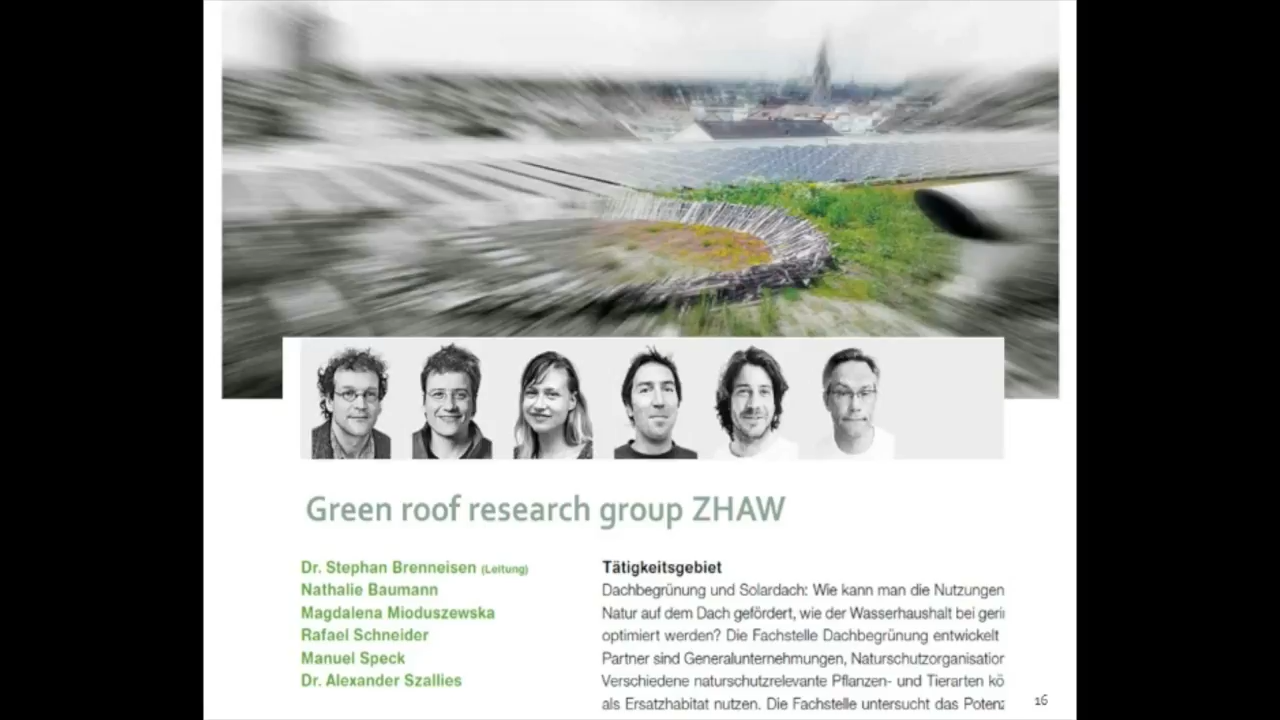 Green roof research group ZHAW
Dr. Stephan Brenneisen (Leitung)
Nathalie Baumann
Magdalena Mioduszewska
Rafael Schneider
Manuel Speck
Dr. Alexander Szallies
Tätigkeitsgebiet
Dachbegrünung und Solardach: Wie kann man die Nutzungen
Natur auf dem Dach gefördert, wie der Wasserhaushalt bei
optimiert werden? Die Fachstelle Dachbegrünung entwickelt
Partner sind Generalunternehmungen, Naturschutzorganisation
Verschiedene naturschutzrelevante Pflanzen- und Tierarten kö
als Ersatzhabitat nutzen. Die Fachstelle untersucht das Potenz
16